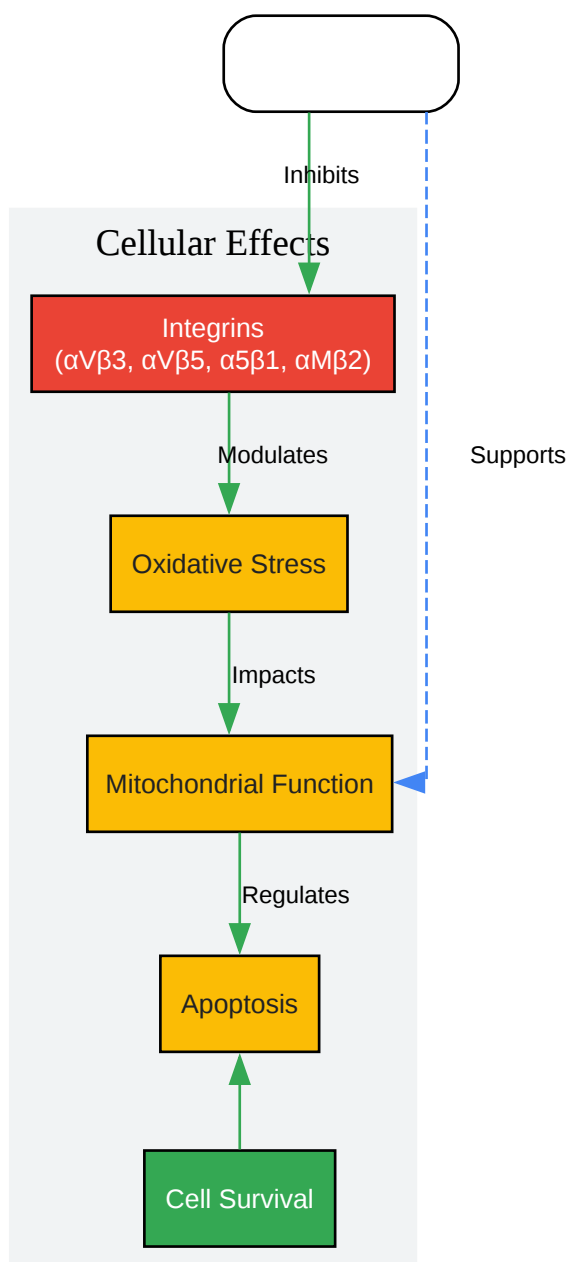 Inhibits
Cellular Effects
Integrins
(αVβ3, αVβ5, α5β1, αMβ2)
Modulates
Supports
Oxidative Stress
Impacts
Mitochondrial Function
Regulates
Apoptosis
Cell Survival